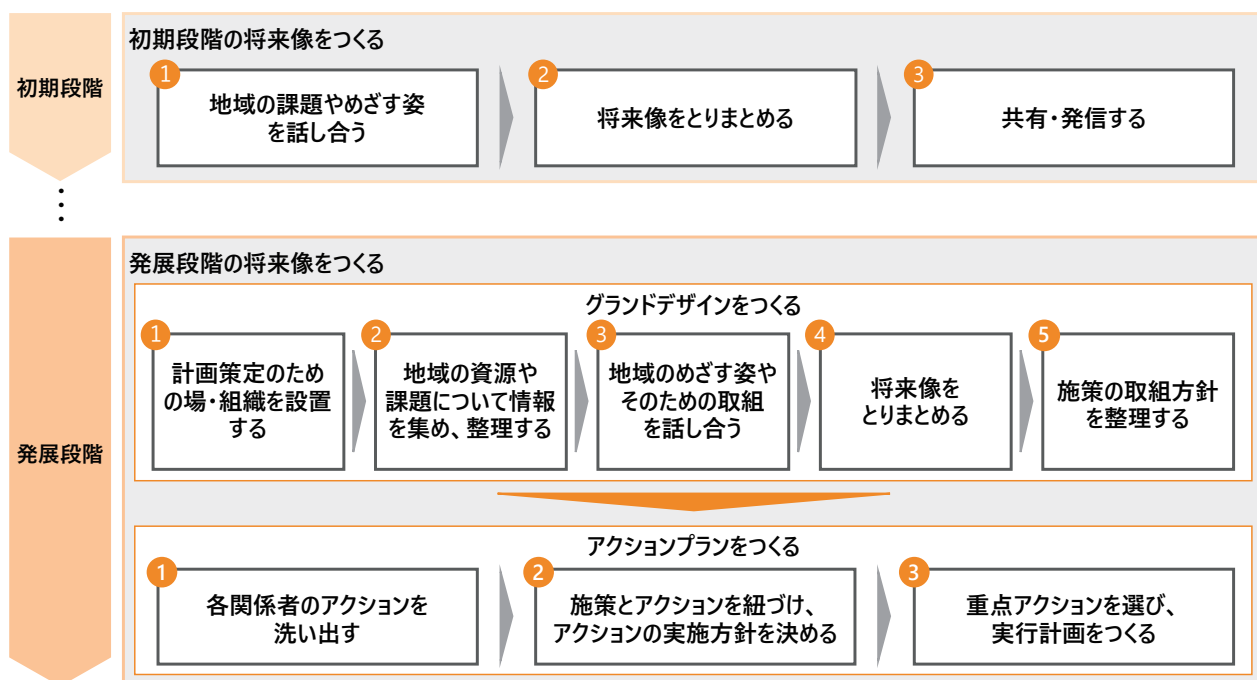 初期段階
初期段階の将来像をつくる
1
地域の課題やめざす姿
を話し合う
2
将来像をとりまとめる
3
共有・発信する
⋮
発展段階
発展段階の将来像をつくる
グランドデザインをつくる
1
計画策定のため
の場・組織を設置
する
2
地域の資源や
課題について情報
を集め、整理する
3
地域のめざす姿や
そのための取組
を話し合う
4
将来像を
とりまとめる
5
施策の取組方針
を整理する
アクションプランをつくる
1
各関係者のアクションを
洗い出す
2
施策とアクションを紐づけ、
アクションの実施方針を決める
3
重点アクションを選び、
実行計画をつくる